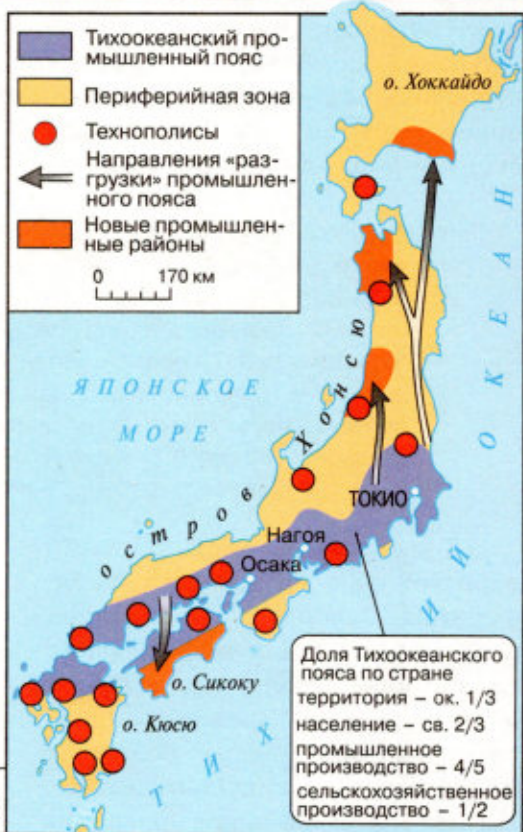 Тихоокеанский про-
мышленный пояс
Периферийная зона
Технополисы
Направления «раз-
грузки» промышлен-
ного пояса
Новые промышлен-
ные районы
0 170 км
о. Хоккайдо
ЯПОНСКОЕ
МОРЕ
остров Хонсю
ТОКИО
Нагоя
Осака
о. Сикоку
о. Кюсю
ТИХИЙ ОКЕАН
Доля Тихоокеанского
пояса по стране
территория – ок. 1/3
население – св. 2/3
промышленное
производство – 4/5
сельскохозяйственное
производство – 1/2